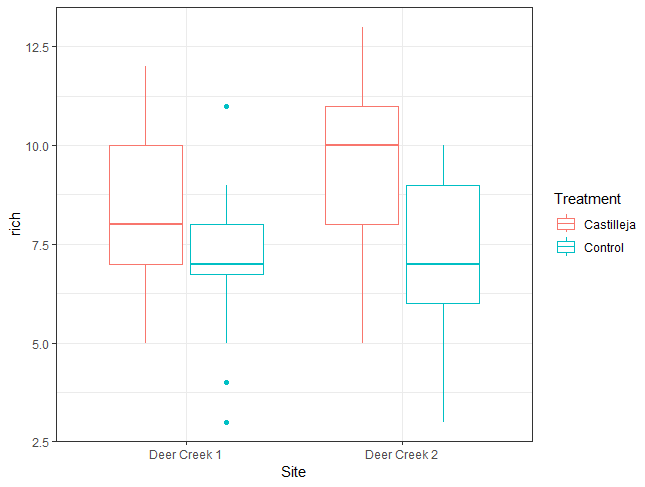 12.5
10.0
7.5
5.0
2.5
rich
Deer Creek 1
Deer Creek 2
Site
Treatment
Castilleja
Control